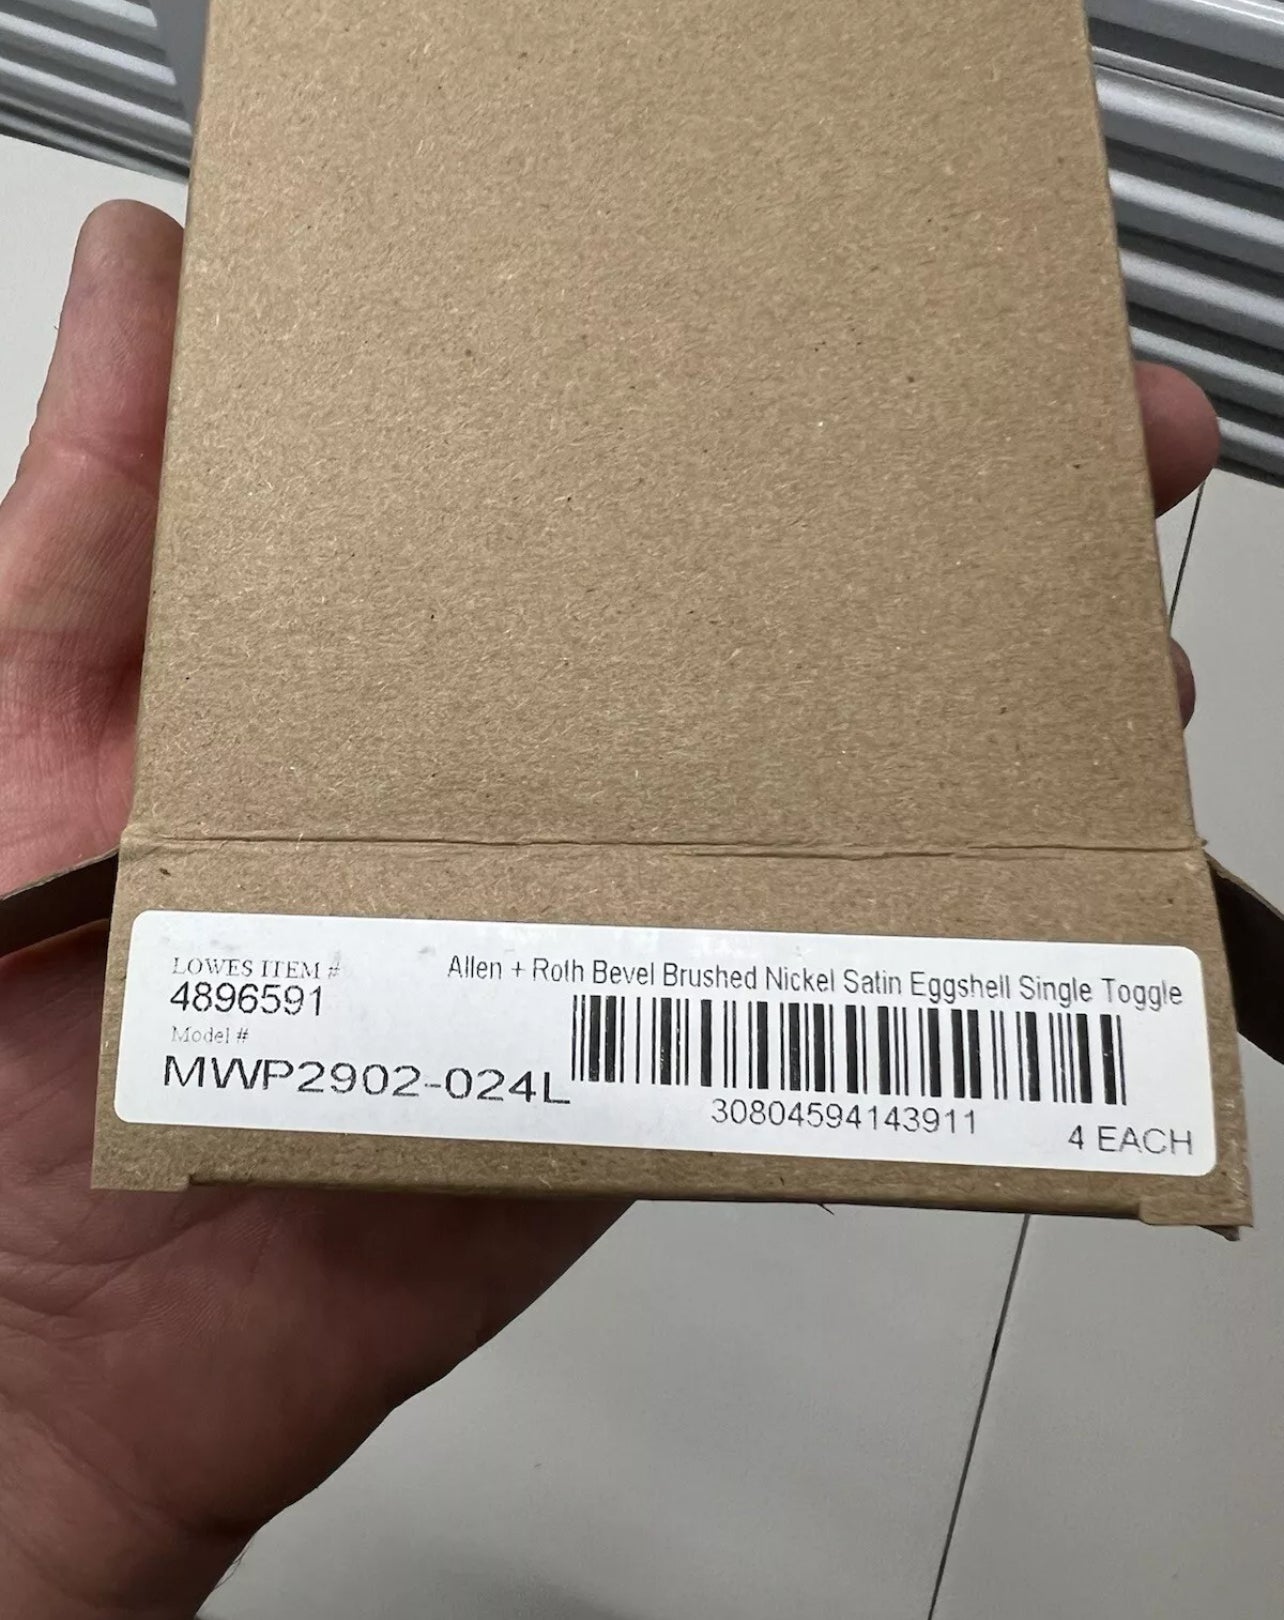 LOWES ITEM #
4896591
Model #
MWP2902-024L
Allen + Roth Bevel Brushed Nickel Satin Eggshell Single Toggle
30804594143911
4 EACH